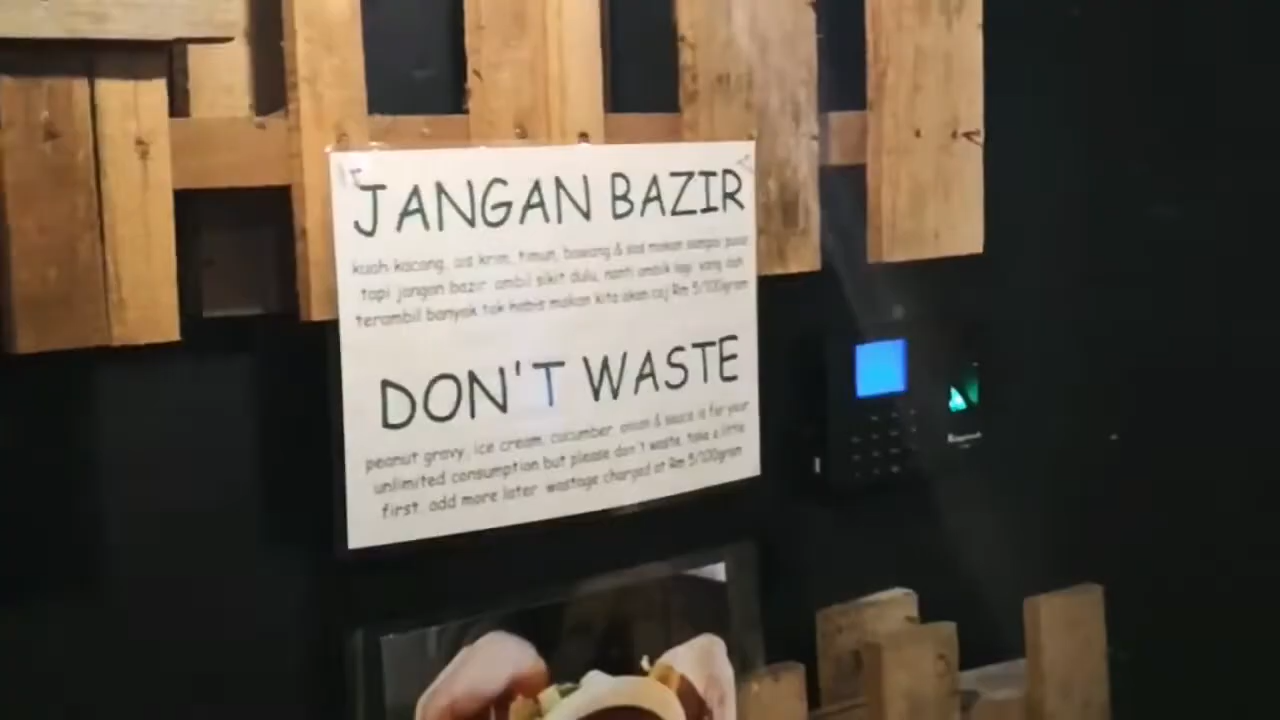 JANGAN BAZIR
kuah kacang, ais krim, timun, bawang & sos makan sampai puas
tapi jangan bazir ambil sikit dulu, nanti ambik lagi yang dah
terambil banyak tak habis makan kita akan caj Rm 5/100gram
DON'T WASTE
peanut gravy, ice cream, cucumber onion & sauce is for your
unlimited consumption but please don't waste, take a little
first, add more later wastage charged at Rm 5/100gram